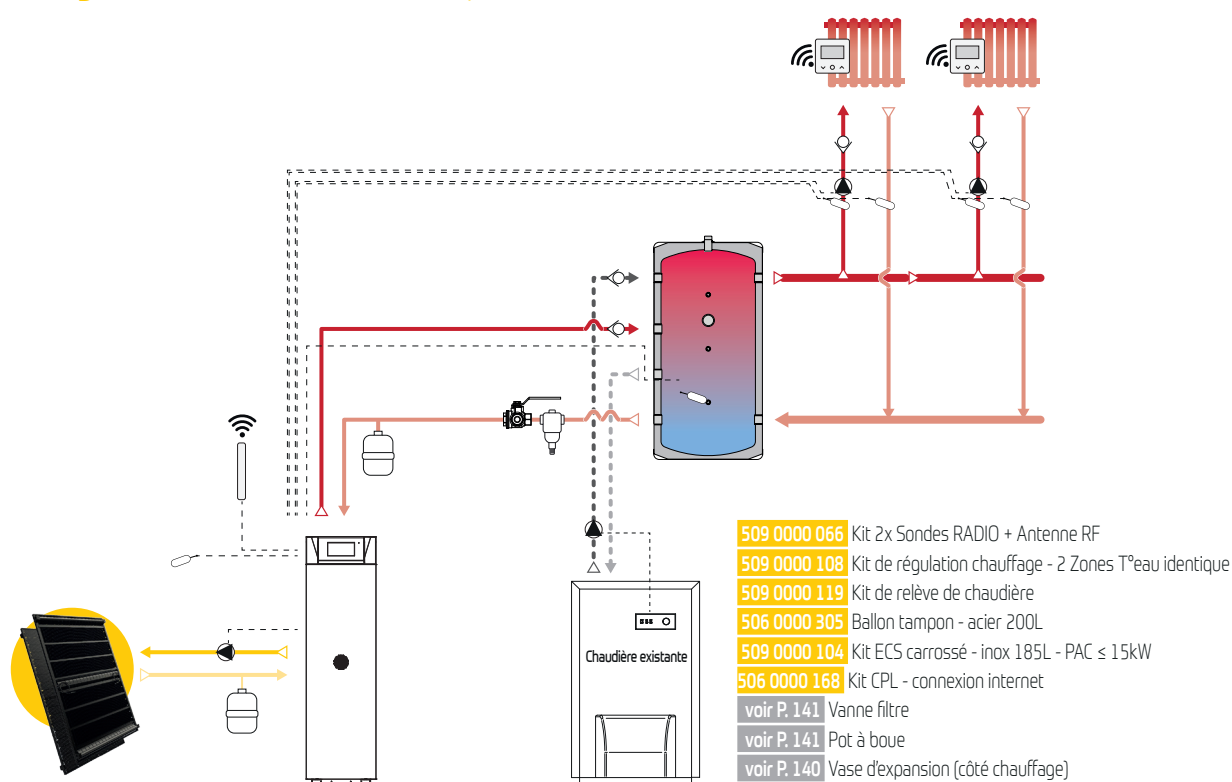 Chaudière existante
509 0000 066 Kit 2x Sondes RADIO + Antenne RF
509 0000 108 Kit de régulation chauffage - 2 Zones T°eau identique
509 0000 119 Kit de relève de chaudière
506 0000 305 Ballon tampon - acier 200L
509 0000 104 Kit ECS carrossé - inox 185L - PAC ≤ 15kW
506 0000 168 Kit CPL - connexion internet
voir P. 141 Vanne filtre
voir P. 141 Pot à boue
voir P. 140 Vase d'expansion (côté chauffage)